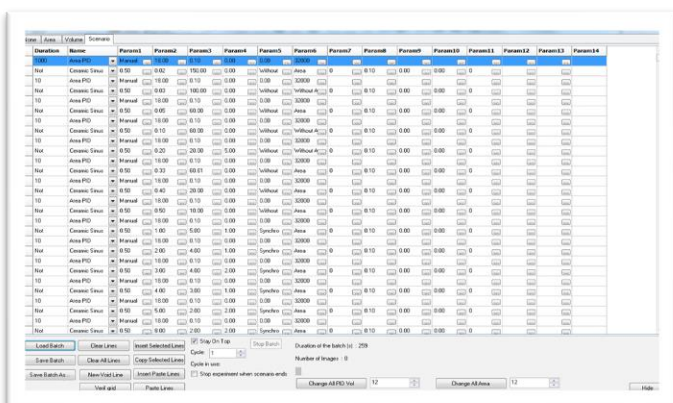 Area Volume Scenario
Duration Name Param1 Param2 Param3 Param4 Param5 Param6 Param7 Param8 Param9 Param10 Param11 Param12 Param13 Param14
1000 Area PID Manual 18.00 0.10 0.00 0.00 32000
Not Ceramic Sinus 0.50 0.02 150.00 0.00 Without Area 0 0.10 0.00 0.00 0
10 Area PID Manual 18.00 0.10 0.00 0.00 32000
Not Ceramic Sinus 0.50 0.03 100.00 0.00 Without Without A 0 0.10 0.00 0.00 0
10 Area PID Manual 18.00 0.10 0.00 0.00 32000
Not Ceramic Sinus 0.50 0.05 60.00 0.00 Without Area 0 0.10 0.00 0.00 0
10 Area PID Manual 18.00 0.10 0.00 0.00 32000
Not Ceramic Sinus 0.50 0.10 60.00 0.00 Without Without A 0 0.10 0.00 0.00 0
10 Area PID Manual 18.00 0.10 0.00 0.00 32000
Not Ceramic Sinus 0.50 0.20 20.00 5.00 Without Without A 0 0.10 0.00 0.00 0
10 Area PID Manual 18.00 0.10 0.00 0.00 32000
Not Ceramic Sinus 0.50 0.33 60.61 0.00 Without Area 0 0.10 0.00 0.00 0
10 Area PID Manual 18.00 0.10 0.00 0.00 32000
Not Ceramic Sinus 0.50 0.40 20.00 0.00 Without Area 0 0.10 0.00 0.00 0
10 Area PID Manual 18.00 0.10 0.00 0.00 32000
Not Ceramic Sinus 0.50 0.50 10.00 0.00 Without Area 0 0.10 0.00 0.00 0
10 Area PID Manual 18.00 0.10 0.00 0.00 32000
Not Ceramic Sinus 0.50 1.00 5.00 1.00 Synchro Area 0 0.10 0.00 0.00 0
10 Area PID Manual 18.00 0.10 0.00 0.00 32000
Not Ceramic Sinus 0.50 2.00 4.00 1.00 Synchro Area 0 0.10 0.00 0.00 0
10 Area PID Manual 18.00 0.10 0.00 0.00 32000
Not Ceramic Sinus 0.50 3.00 4.00 2.00 Synchro Area 0 0.10 0.00 0.00 0
10 Area PID Manual 18.00 0.10 0.00 0.00 32000
Not Ceramic Sinus 0.50 4.00 3.00 1.00 Synchro Area 0 0.10 0.00 0.00 0
10 Area PID Manual 18.00 0.10 0.00 0.00 32000
Not Ceramic Sinus 0.50 5.00 2.00 2.00 Synchro Area 0 0.10 0.00 0.00 0
10 Area PID Manual 18.00 0.10 0.00 0.00 32000
Not Ceramic Sinus 0.50 2.00 2.00 Synchro Area 0 0.10 0.00 0.00 0
Load Batch Clear Lines Insert Selected Lines Stay On Top Stop Batch Duration of the batch (s) : 259
Save Batch Clear All Lines Copy Selected Lines Cycle 1 Number of Images : 0
Cycle in use:
Save Batch As... New Void Line Insert Paste Lines Stop experiment when scenario ends
Verif grid Paste Lines Change All PID Vol 12 Change All Area 12 Hide